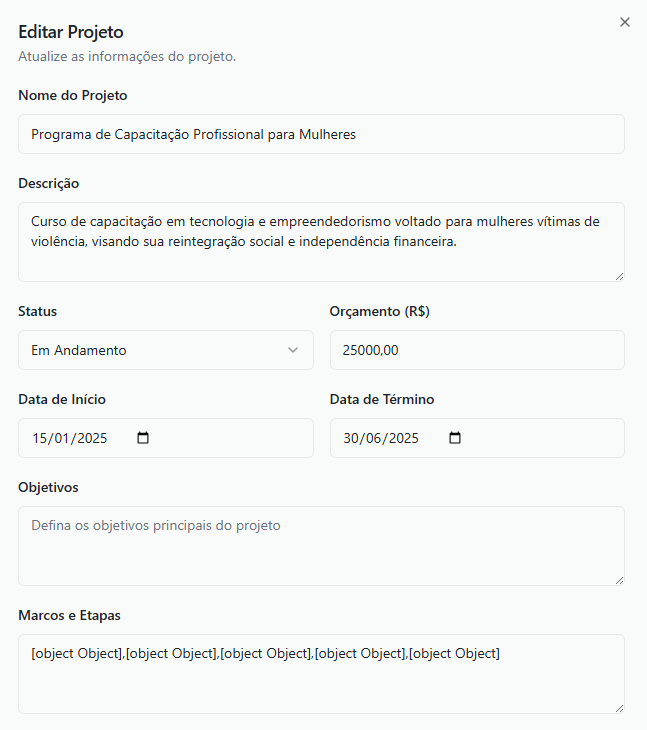 Editar Projeto
Atualize as informações do projeto.
Nome do Projeto
Programa de Capacitação Profissional para Mulheres
Descrição
Curso de capacitação em tecnologia e empreendedorismo voltado para mulheres vítimas de
violência, visando sua reintegração social e independência financeira.
Status
Orçamento (R$)
Em Andamento
25000,00
Data de Início
Data de Término
15/01/2025
30/06/2025
Objetivos
Defina os objetivos principais do projeto
Marcos e Etapas
[object Object],[object Object],[object Object],[object Object],[object Object]